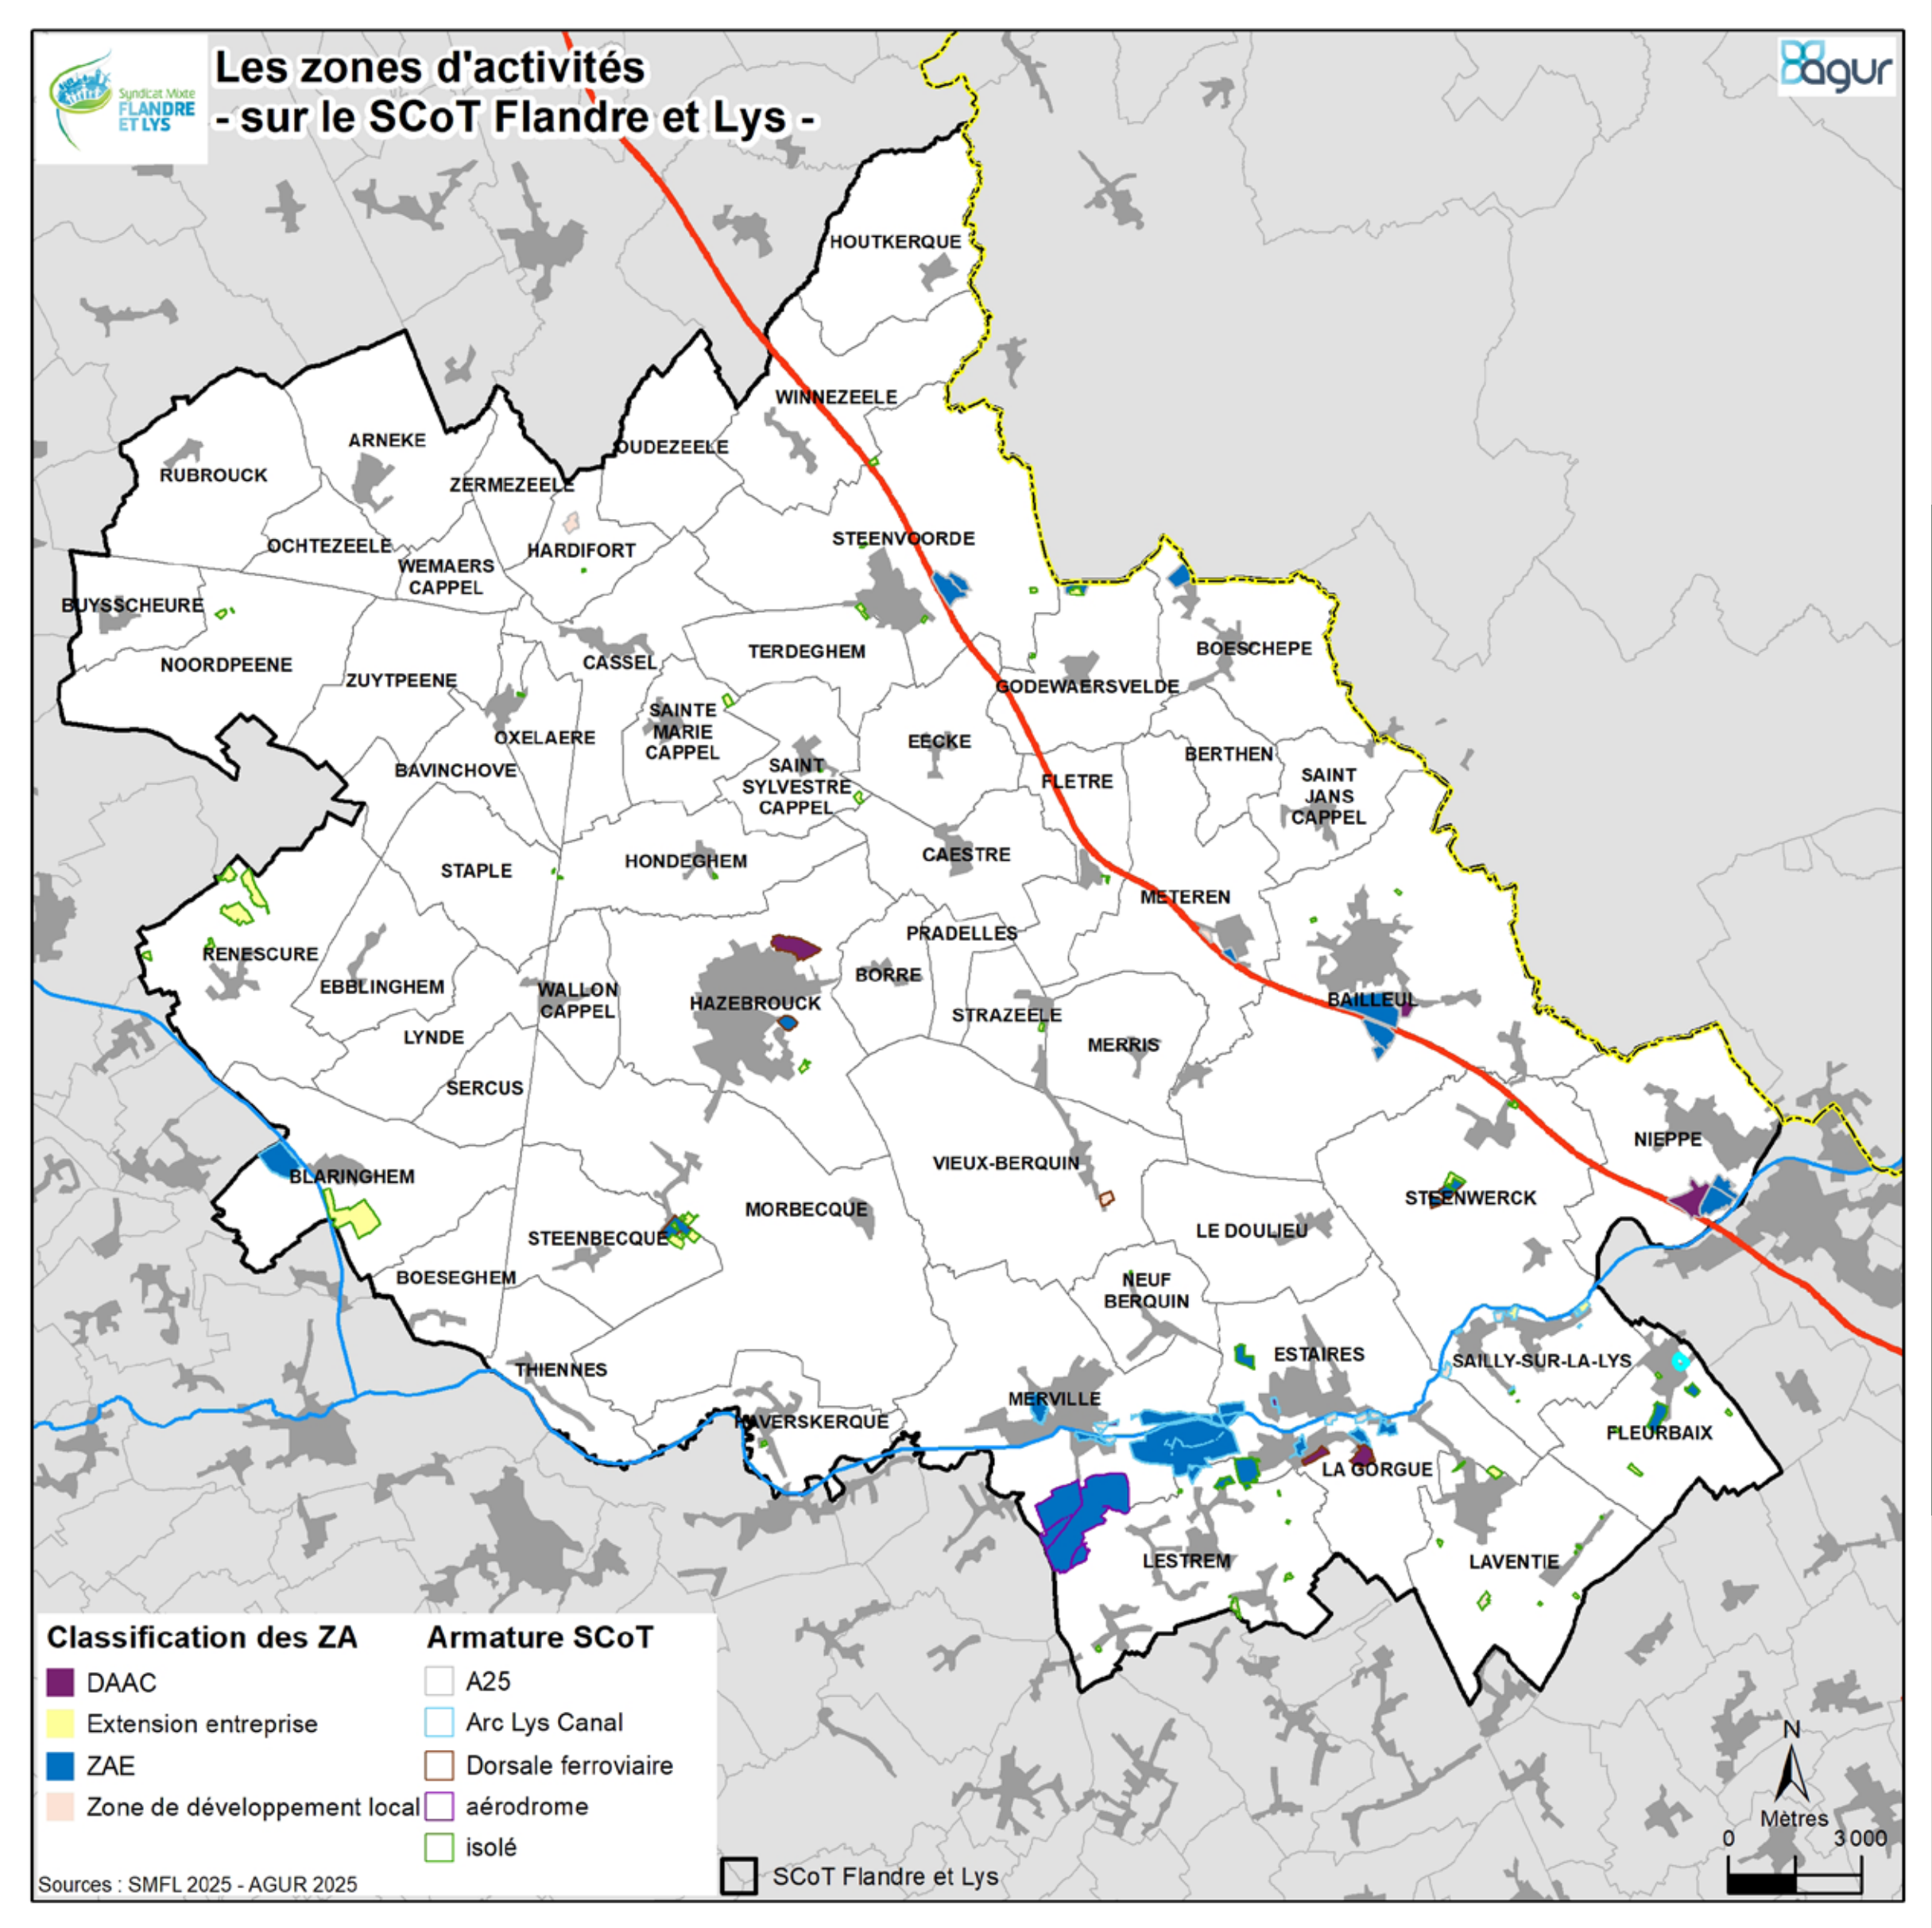 Syndicat Mixte
FLANDRE
ET LYS
Les zones d'activités
- sur le SCoT Flandre et Lys -
agur
HOUTKERQUE
WINNEZEELE
ARNEKE
OUDEZEELE
RUBROUCK
ZERMEZEELE
STEENVOORDE
OCHTEZEELE
HARDIFORT
WEMAERS
CAPPEL
BUYSSCHEURE
BOESCHEPE
TERDEGHEM
CASSEL
NOORDPEENE
ZUYTPEENE
GODEWAERSVELDE
SAINTE
MARIE
CAPPEL
OXELAERE
EECKE
BERTHEN
BAVINCHOVE
SAINT
SYLVESTRE
CAPPEL
FLETRE
SAINT
JANS
CAPPEL
CAESTRE
HONDEGHEM
STAPLE
METEREN
PRADELLES
RENESCURE
BORRE
EBBLINGHEM
WALLON
CAPPEL
HAZEBROUCK
BAILLEUL
STRAZEELE
LYNDE
MERRIS
SERCUS
NIEPPE
VIEUX-BERQUIN
BLARINGHEM
STEENWERCK
MORBECQUE
LE DOULIEU
STEENBECQUE
BOESEGHEM
NEUF
BERQUIN
ESTAIRES
SAILLY-SUR-LA-LYS
THIENNES
MERVILLE
HAVERSKERQUE
FLEURBAIX
LA GORGUE
LESTREM
LAVENTIE
Classification des ZA
DAAC
Extension entreprise
ZAE
Zone de développement local
Armature SCoT
A25
Arc Lys Canal
Dorsale ferroviaire
aérodrome
isolé
SCoT Flandre et Lys
Sources : SMFL 2025 - AGUR 2025
N
Mètres
0 3 000